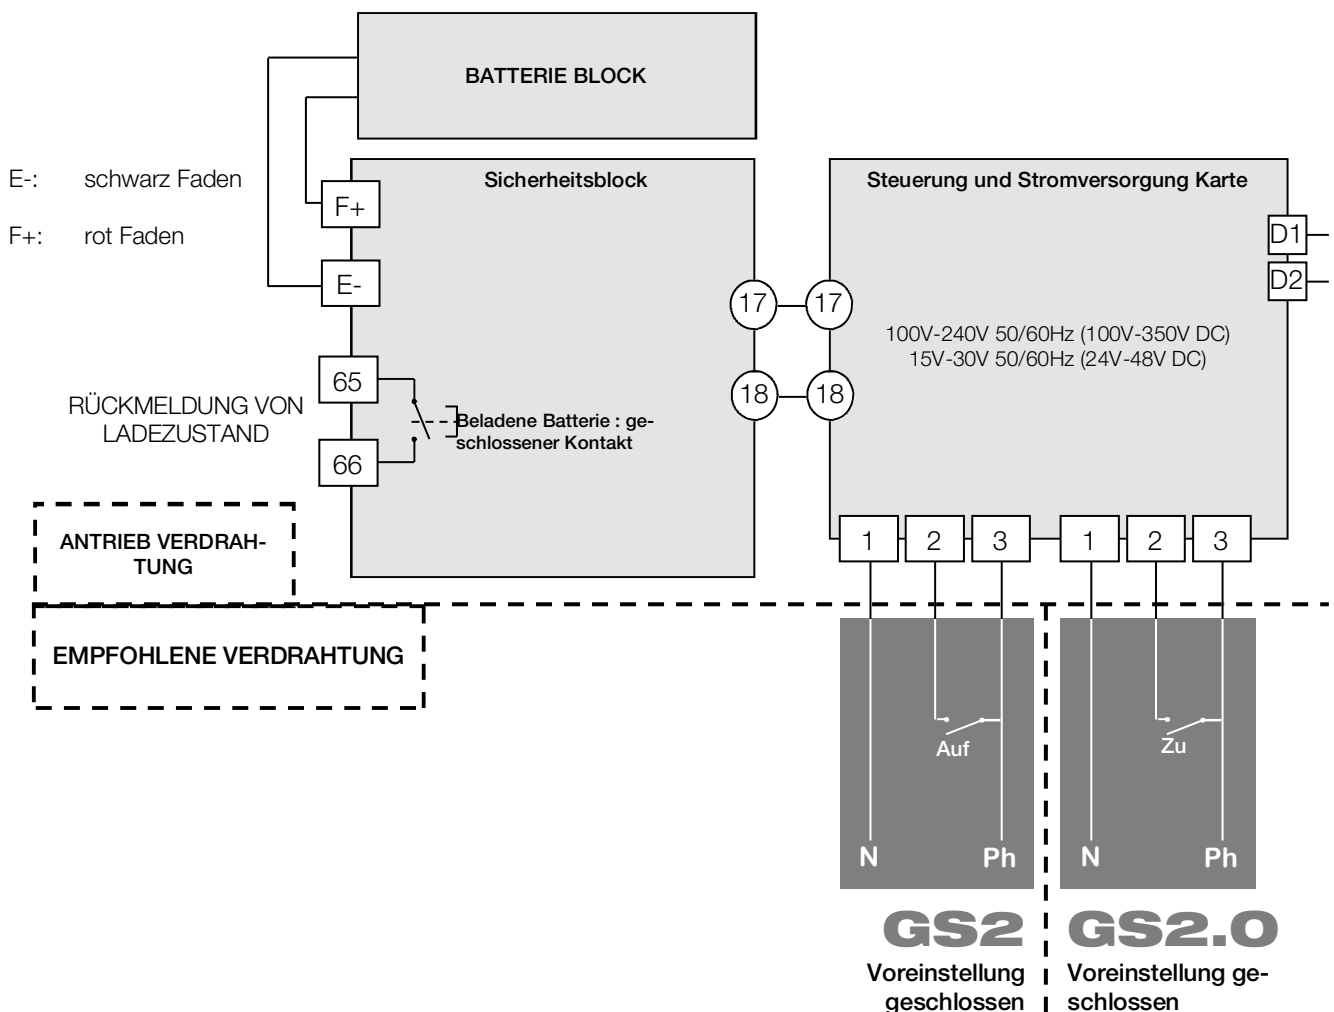 BATTERIE BLOCK
E-: schwarz Faden
F+: rot Faden
Sicherheitsblock
F+
E-
65
66
RÜCKMELDUNG VON
LADEZUSTAND
Beladene Batterie : ge-
schlossener Kontakt
17
17
18
18
Steuerung und Stromversorgung Karte
D1
D2
100V-240V 50/60Hz (100V-350V DC)
15V-30V 50/60Hz (24V-48V DC)
1 2 3 1 2 3
ANTRIEB VERDRAH-
TUNG
EMPFOHLENE VERDRAHTUNG
Auf
N Ph
GS2
Voreinstellung
geschlossen
Zu
N Ph
GS2.0
Voreinstellung ge-
schlossen